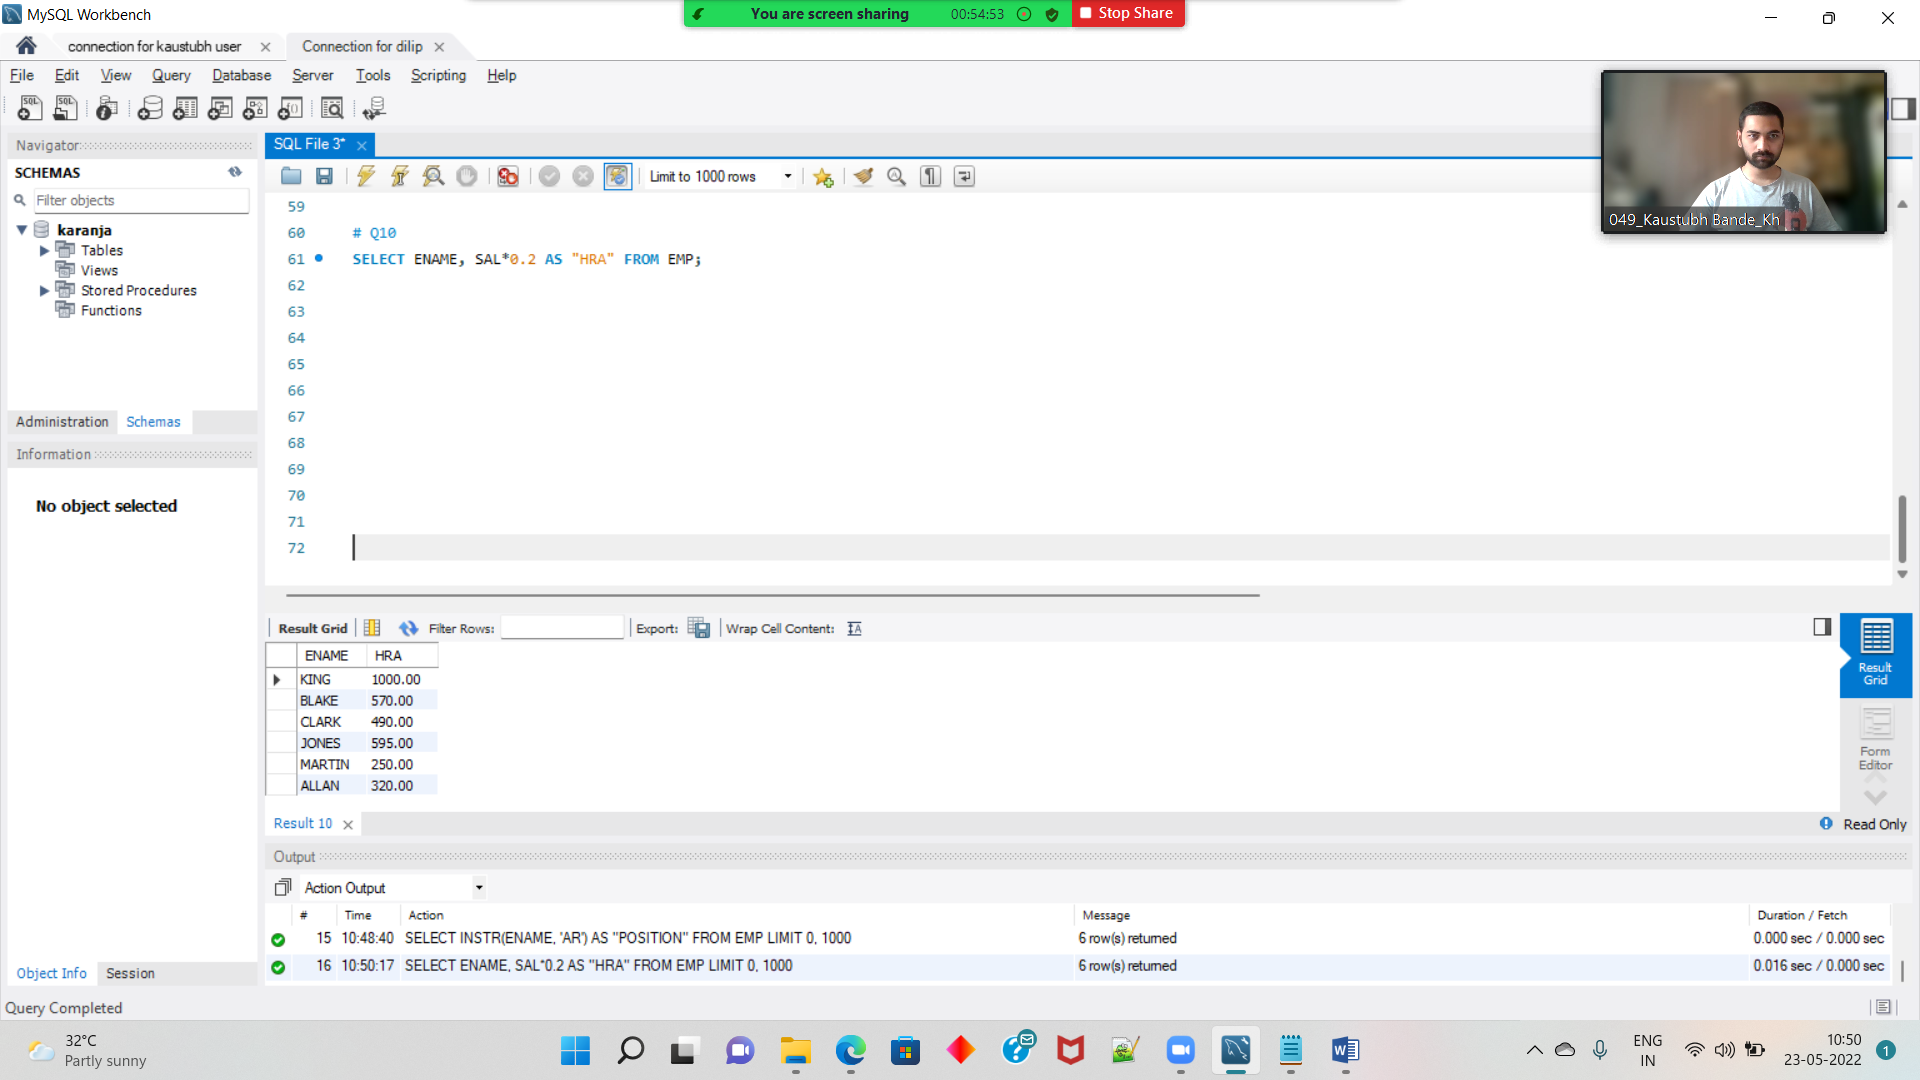 MySQL Workbench
You are screen sharing 00:54:53 Stop Share
connection for kaustubh user
Connection for dilip
File Edit View Query Database Server Tools Scripting Help
049_Kaustubh Bande_Kh
Navigator
SCHEMAS
Filter objects
karanja
Tables
Views
Stored Procedures
Functions
Administration Schemas
Information
No object selected
Object Info Session
SQL File 3*
Limit to 1000 rows
59
60 # Q10
61 SELECT ENAME, SAL*0.2 AS "HRA" FROM EMP;
62
63
64
65
66
67
68
69
70
71
72
Result Grid Filter Rows: Export: Wrap Cell Content:
ENAME HRA
KING 1000.00
BLAKE 570.00
CLARK 490.00
JONES 595.00
MARTIN 250.00
ALLAN 320.00
Result
Grid
Form
Editor
Result 10
Read Only
Output
Action Output
# Time Action Message Duration / Fetch
15 10:48:40 SELECT INSTR(ENAME, 'AR') AS "POSITION" FROM EMP LIMIT 0, 1000 6 row(s) returned 0.000 sec / 0.000 sec
16 10:50:17 SELECT ENAME, SAL*0.2 AS "HRA" FROM EMP LIMIT 0, 1000 6 row(s) returned 0.016 sec / 0.000 sec
Query Completed
32°C
Partly sunny
ENG
IN
10:50
23-05-2022
1